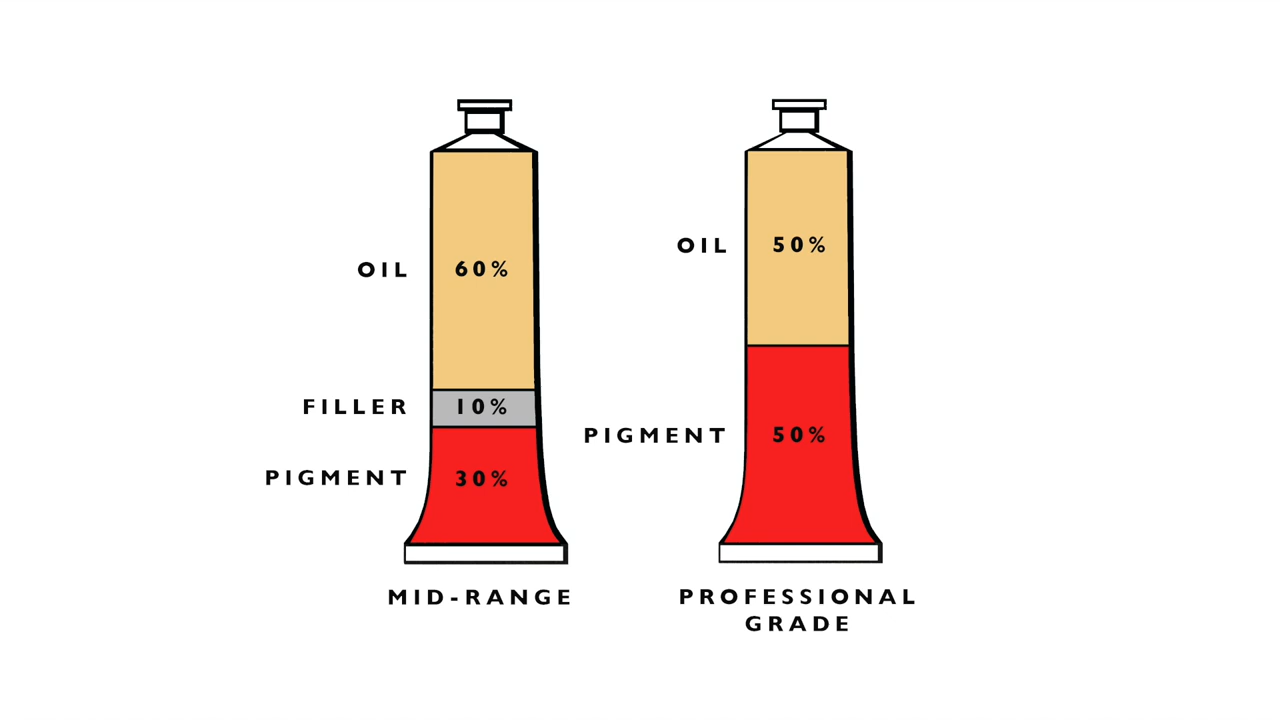 OIL 60%
FILLER 10%
PIGMENT 30%
MID-RANGE
OIL 50%
PIGMENT 50%
PROFESSIONAL
GRADE